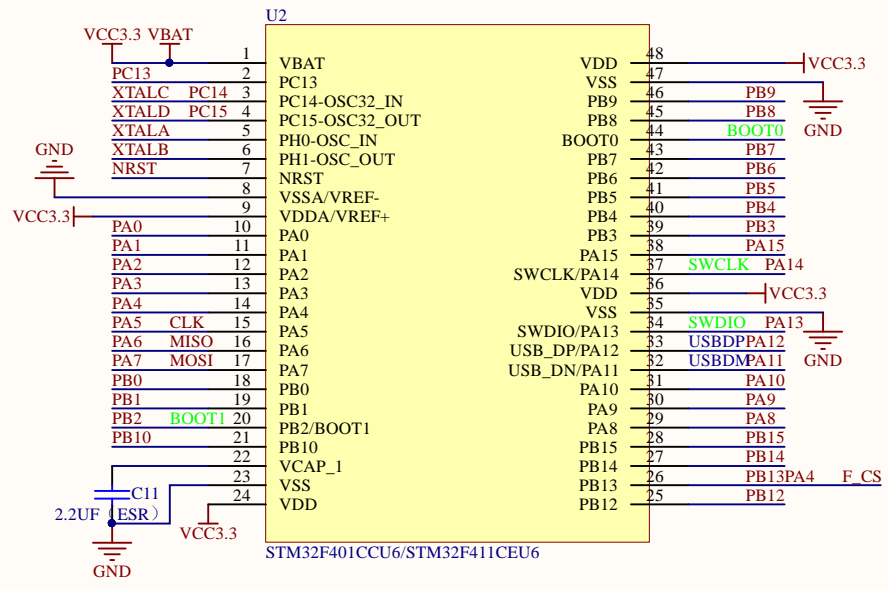 U2
VCC3.3 VBAT
1 VBAT VDD 48 VCC3.3
PC13 2 PC13 VSS 47
XTALC PC14 3 PC14-OSC32_IN PB9 46 PB9
XTALD PC15 4 PC15-OSC32_OUT PB8 45 PB8
XTALA 5 PH0-OSC_IN BOOT0 44 BOOT0 GND
XTALB 6 PH1-OSC_OUT PB7 43 PB7
GND NRST 7 NRST PB6 42 PB6
8 VSSA/VREF- PB5 41 PB5
VCC3.3 9 VDDA/VREF+ PB4 40 PB4
PA0 10 PA0 PB3 39 PB3
PA1 11 PA1 PA15 38 PA15
PA2 12 PA2 SWCLK/PA14 37 SWCLK PA14
PA3 13 PA3 VDD 36 VCC3.3
PA4 14 PA4 VSS 35
PA5 CLK 15 PA5 SWDIO/PA13 34 SWDIO PA13
PA6 MISO 16 PA6 USB_DP/PA12 33 USBDP PA12
PA7 MOSI 17 PA7 USB_DN/PA11 32 USBDM PA11 GND
PB0 18 PB0 PA10 31 PA10
PB1 19 PB1 PA9 30 PA9
PB2 BOOT1 20 PB2/BOOT1 PA8 29 PA8
PB10 21 PB10 PB15 28 PB15
22 VCAP_1 PB14 27 PB14
C11 23 VSS PB13 26 PB13 PA4 F_CS
2.2UF（ESR） 24 VDD PB12 25 PB12
VCC3.3
GND
STM32F401CCU6/STM32F411CEU6